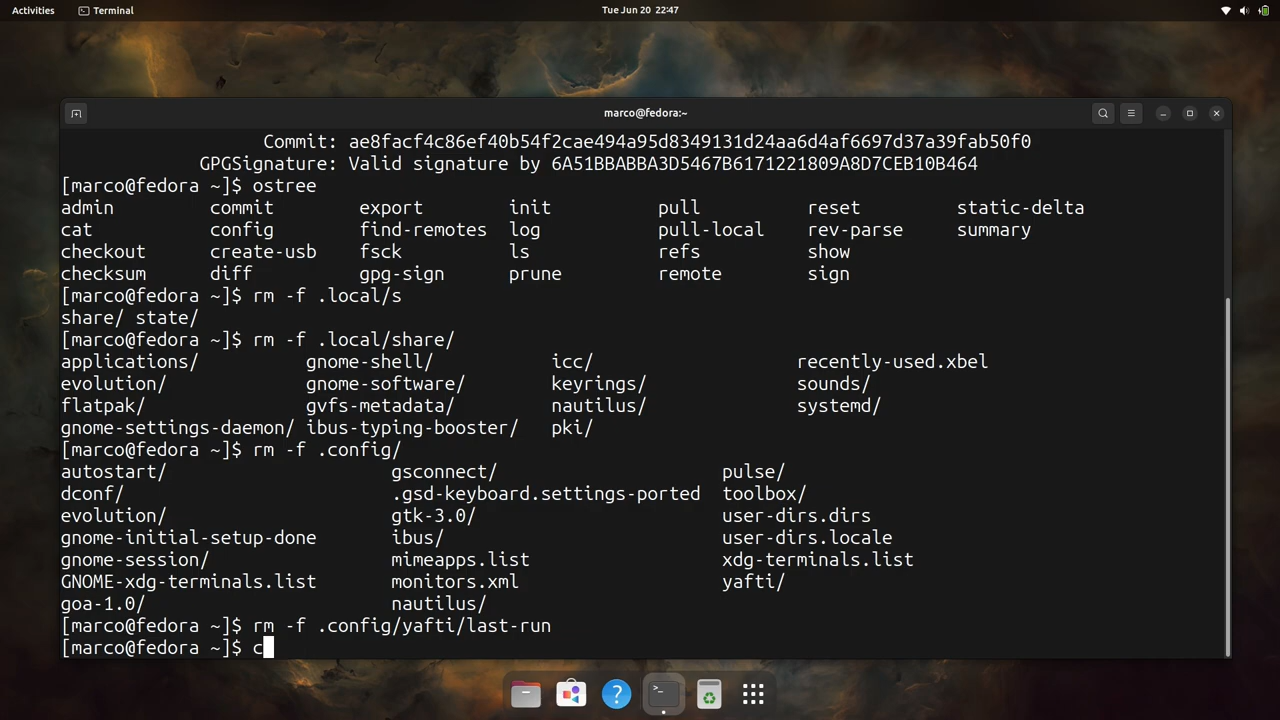 Activities Terminal Tue Jun 20 22:47
marco@fedora:~
Commit: ae8facf4c86ef40b54f2cae494a95d8349131d24aa6d4af6697d37a39fab50f0
GPGSignature: Valid signature by 6A51BBABBA3D5467B6171221809A8D7CEB10B464
[marco@fedora ~]$ ostree
admin commit export init pull reset static-delta
cat config find-remotes log pull-local rev-parse summary
checkout create-usb fsck ls refs show
checksum diff gpg-sign prune remote sign
[marco@fedora ~]$ rm -f .local/s
share/ state/
[marco@fedora ~]$ rm -f .local/share/
applications/ gnome-shell/ icc/ recently-used.xbel
evolution/ gnome-software/ keyrings/ sounds/
flatpak/ gvfs-metadata/ nautilus/ systemd/
gnome-settings-daemon/ ibus-typing-booster/ pki/
[marco@fedora ~]$ rm -f .config/
autostart/ gsconnect/ pulse/
dconf/ .gsd-keyboard.settings-ported toolbox/
evolution/ gtk-3.0/ user-dirs.dirs
gnome-initial-setup-done ibus/ user-dirs.locale
gnome-session/ mimeapps.list xdg-terminals.list
GNOME-xdg-terminals.list monitors.xml yafti/
goa-1.0/ nautilus/
[marco@fedora ~]$ rm -f .config/yafti/last-run
[marco@fedora ~]$ c